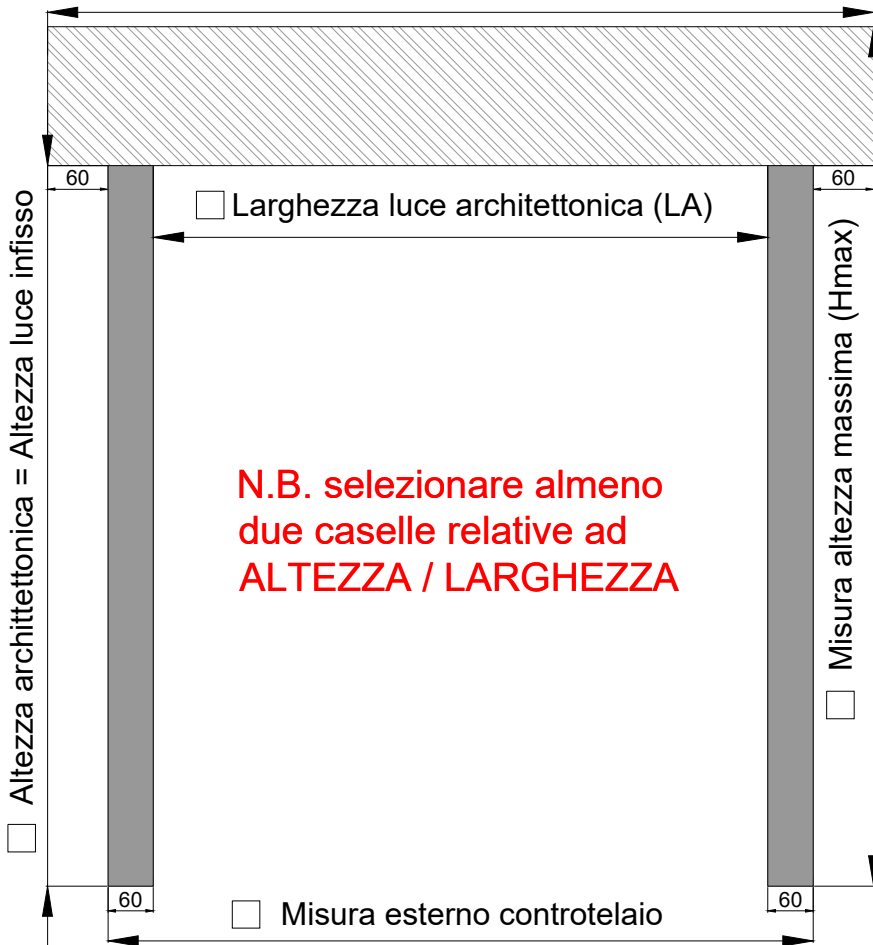 60
60
☐ Larghezza luce architettonica (LA)
☐ Altezza archittettonica = Altezza luce infisso
☐ Misura altezza massima (Hmax)
N.B. selezionare almeno
due caselle relative ad
ALTEZZA / LARGHEZZA
60
60
☐ Misura esterno controtelaio